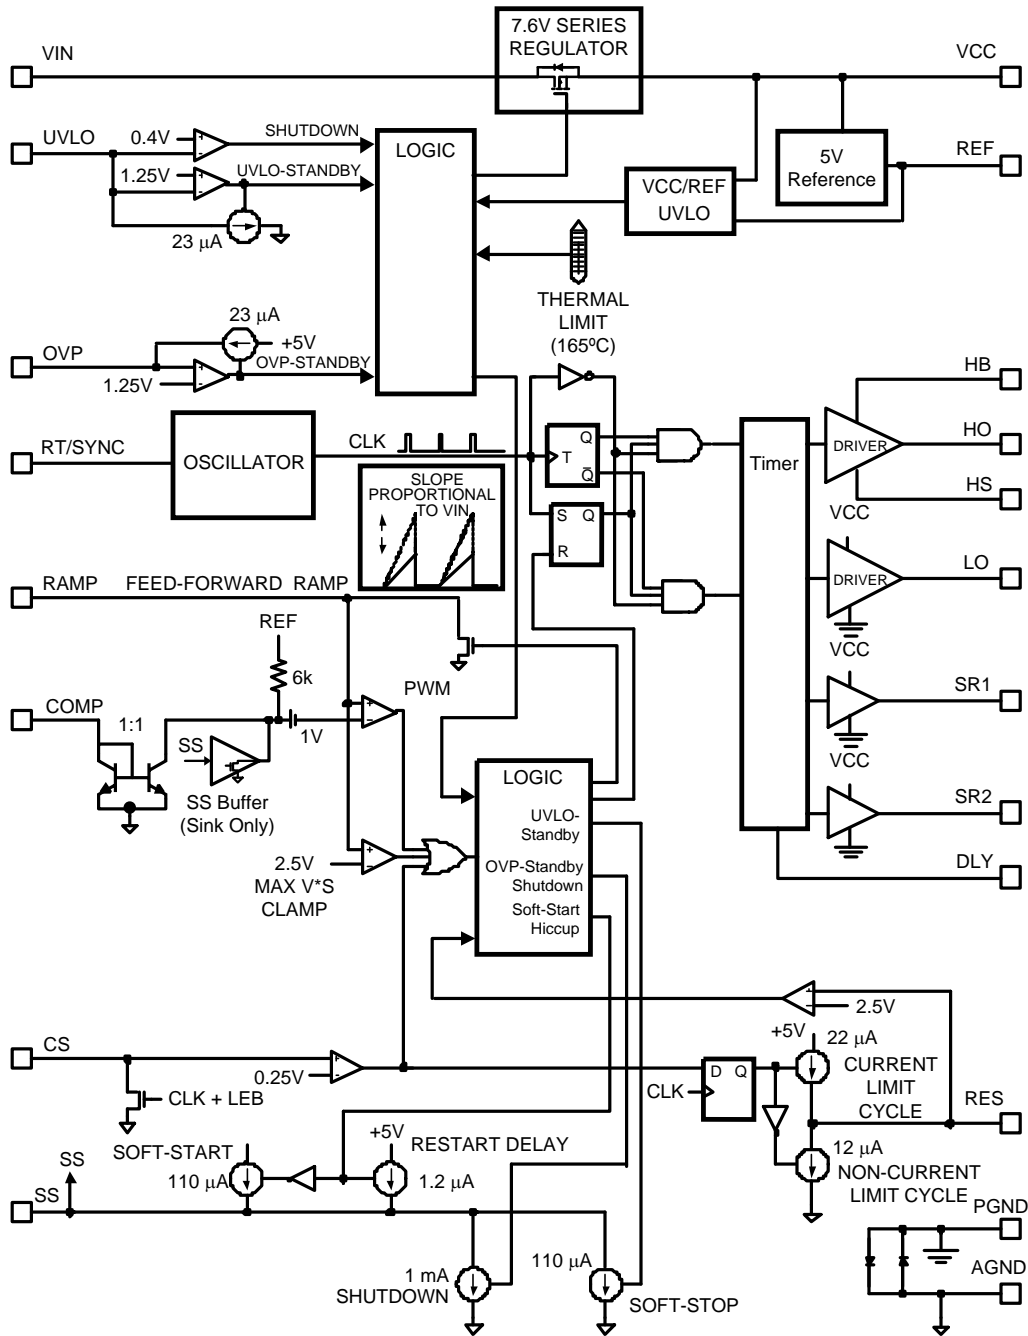 7.6V SERIES
REGULATOR
VIN
VCC
UVLO
0.4V
+
-
SHUTDOWN
1.25V
+
-
UVLO-STANDBY
23 µA
LOGIC
5V
Reference
REF
VCC/REF
UVLO
THERMAL
LIMIT
(165ºC)
23 µA
+5V
OVP
1.25V
+
-
OVP-STANDBY
RT/SYNC
OSCILLATOR
CLK
T
Q
Q
S
Q
R
Timer
HB
DRIVER
HO
HS
VCC
DRIVER
LO
VCC
SR1
VCC
SR2
DLY
SLOPE
PROPORTIONAL
TO VIN
RAMP
FEED-FORWARD RAMP
REF
6k
PWM
COMP
1:1
1V
+
-
SS
SS Buffer
(Sink Only)
2.5V
MAX V*S
CLAMP
+
-
LOGIC
UVLO-
Standby
OVP-Standby
Shutdown
Soft-Start
Hiccup
+
-
2.5V
CS
0.25V
+
-
CLK + LEB
D
Q
CLK
+5V
22 µA
CURRENT
LIMIT
CYCLE
RES
12 µA
NON-CURRENT
LIMIT CYCLE
SOFT-START
+5V
RESTART DELAY
SS
110 µA
1.2 µA
SS
1 mA
SHUTDOWN
110 µA
SOFT-STOP
PGND
AGND